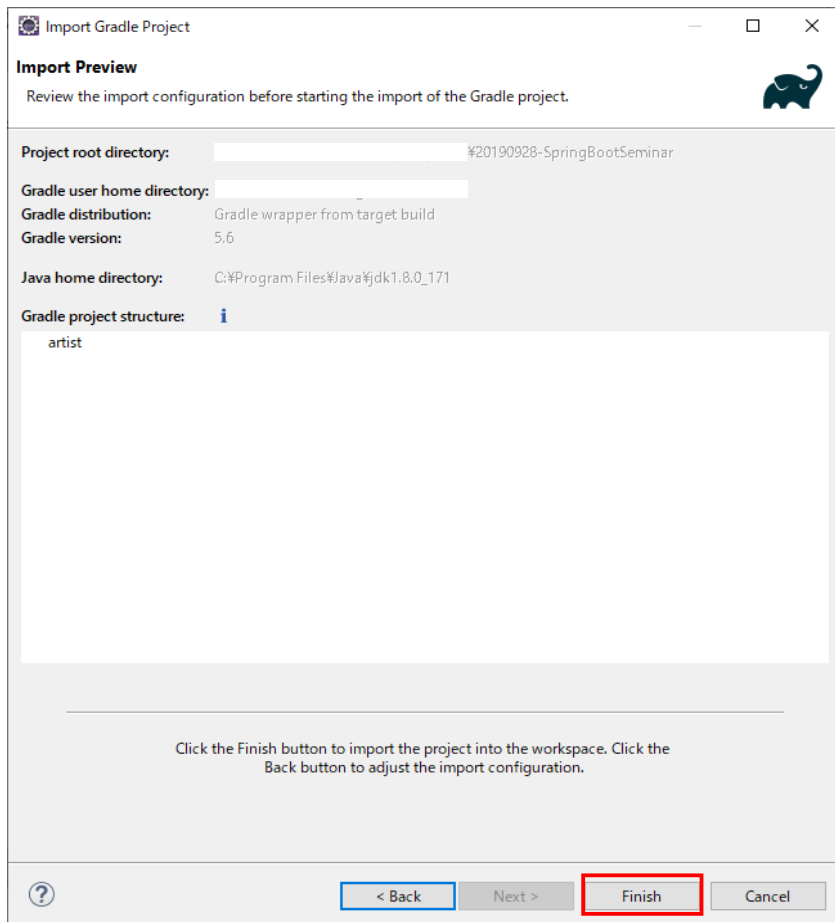 Import Gradle Project
Import Preview
Review the import configuration before starting the import of the Gradle project.
Project root directory: ¥20190928-SpringBootSeminar
Gradle user home directory:
Gradle distribution: Gradle wrapper from target build
Gradle version: 5.6
Java home directory: C:¥Program Files¥Java¥jdk1.8.0_171
Gradle project structure:
artist
Click the Finish button to import the project into the workspace. Click the
Back button to adjust the import configuration.
< Back Next > Finish Cancel